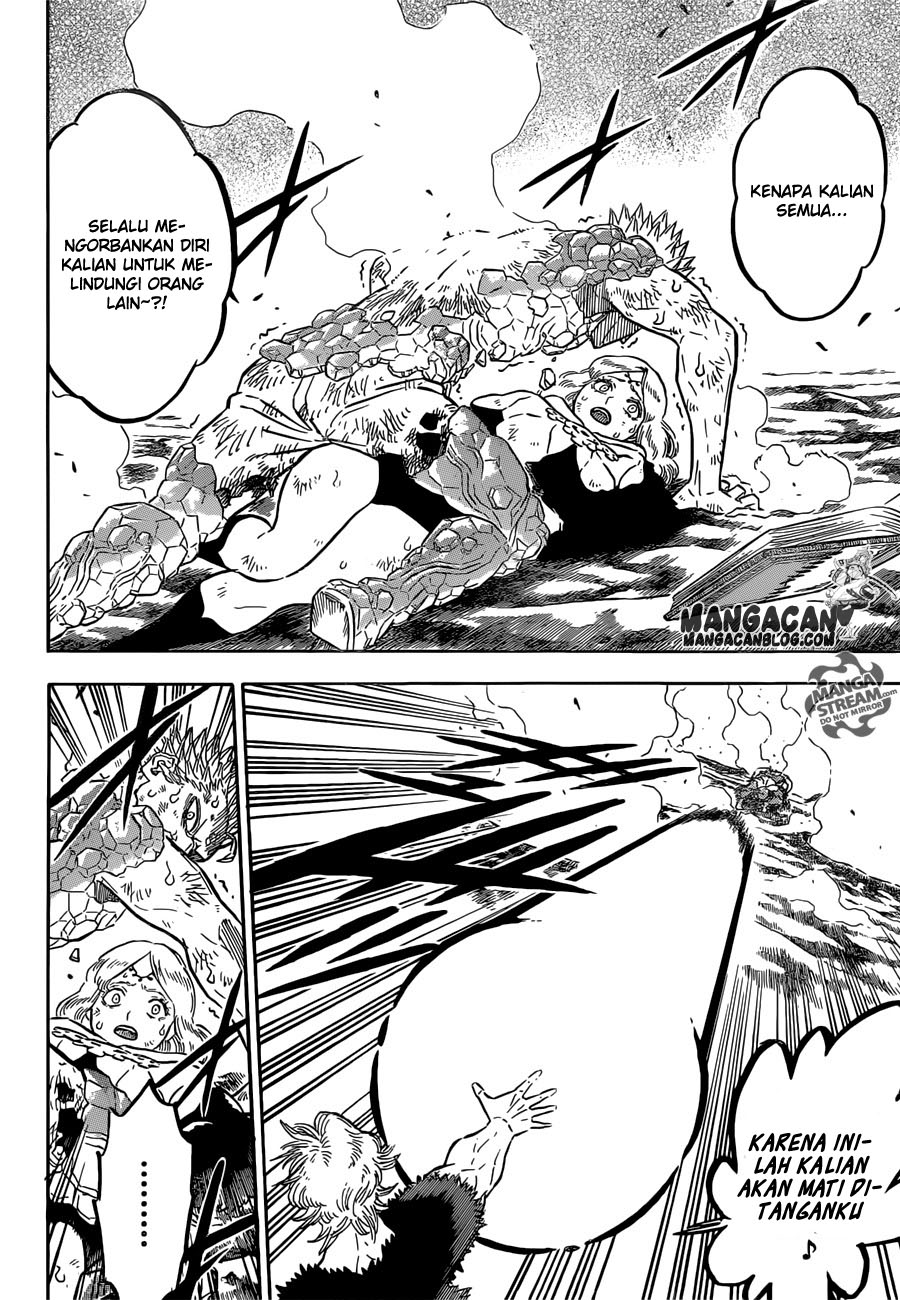 KENAPA KALIAN
SEMUA...
SELALU ME-
NGORBANKAN DIRI
KALIAN UNTUK ME-
LINDUNGI ORANG
LAIN~?!
MANGACAN
MANGACANBLOG.COM
MANGA
STREAM.com
DO NOT MIRROR
KARENA INI-
LAH KALIAN
AKAN MATI DI-
TANGANKU
♪
......